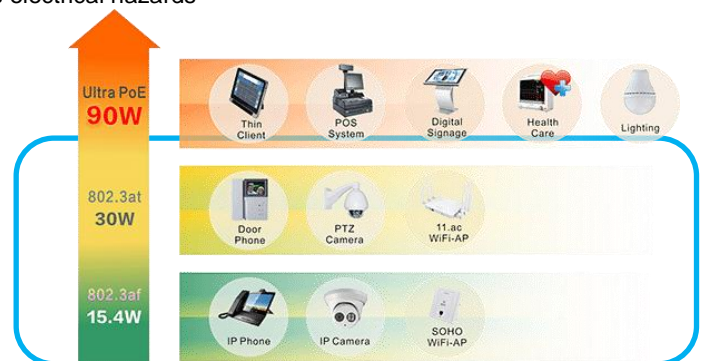 electrical hazards
Ultra PoE
90W
Thin
Client
POS
System
Digital
Signage
Health
Care
Lighting
802.3at
30W
Door
Phone
PTZ
Camera
11.ac
WiFi-AP
802.3af
15.4W
IP Phone
IP Camera
SOHO
WiFi-AP